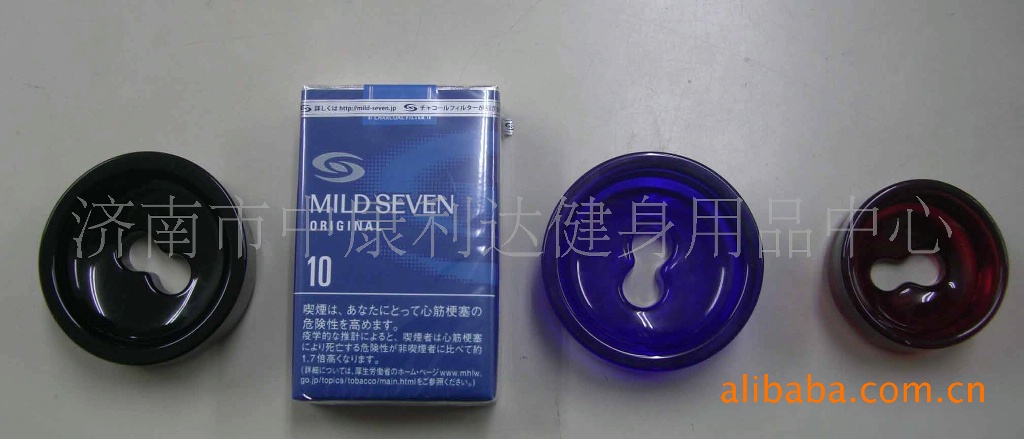 詳しくは http://mild-seven.jp
チャコールフィルター
CHARCOAL FILTER
MILD SEVEN
ORIGINAL
10
喫煙は、あなたにとって心筋梗塞の
危険性を高めます。
疫学的な推計によると、喫煙者は心筋梗塞
により死亡する危険性が非喫煙者に比べて約
1.7倍高くなります。
(詳細については、厚生労働省のホーム・ページ www.mhlw.
go.jp/topics/tobacco/main.htmlをご参照ください。)
济南市中康利达健身用品中心
alibaba.com.cn